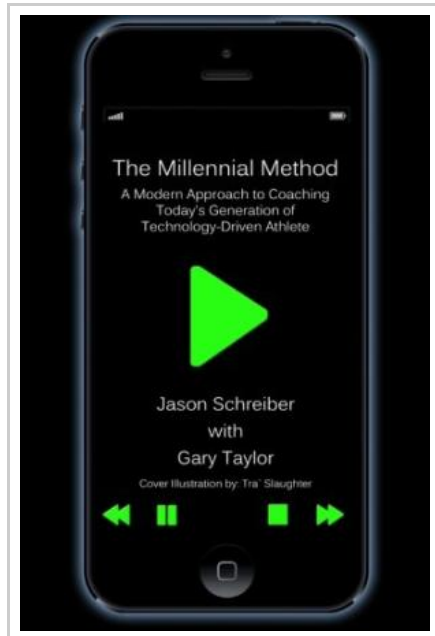 The Millennial Method
A Modern Approach to Coaching
Today's Generation of
Technology-Driven Athlete
Jason Schreiber
with
Gary Taylor
Cover Illustration by: Tra` Slaughter